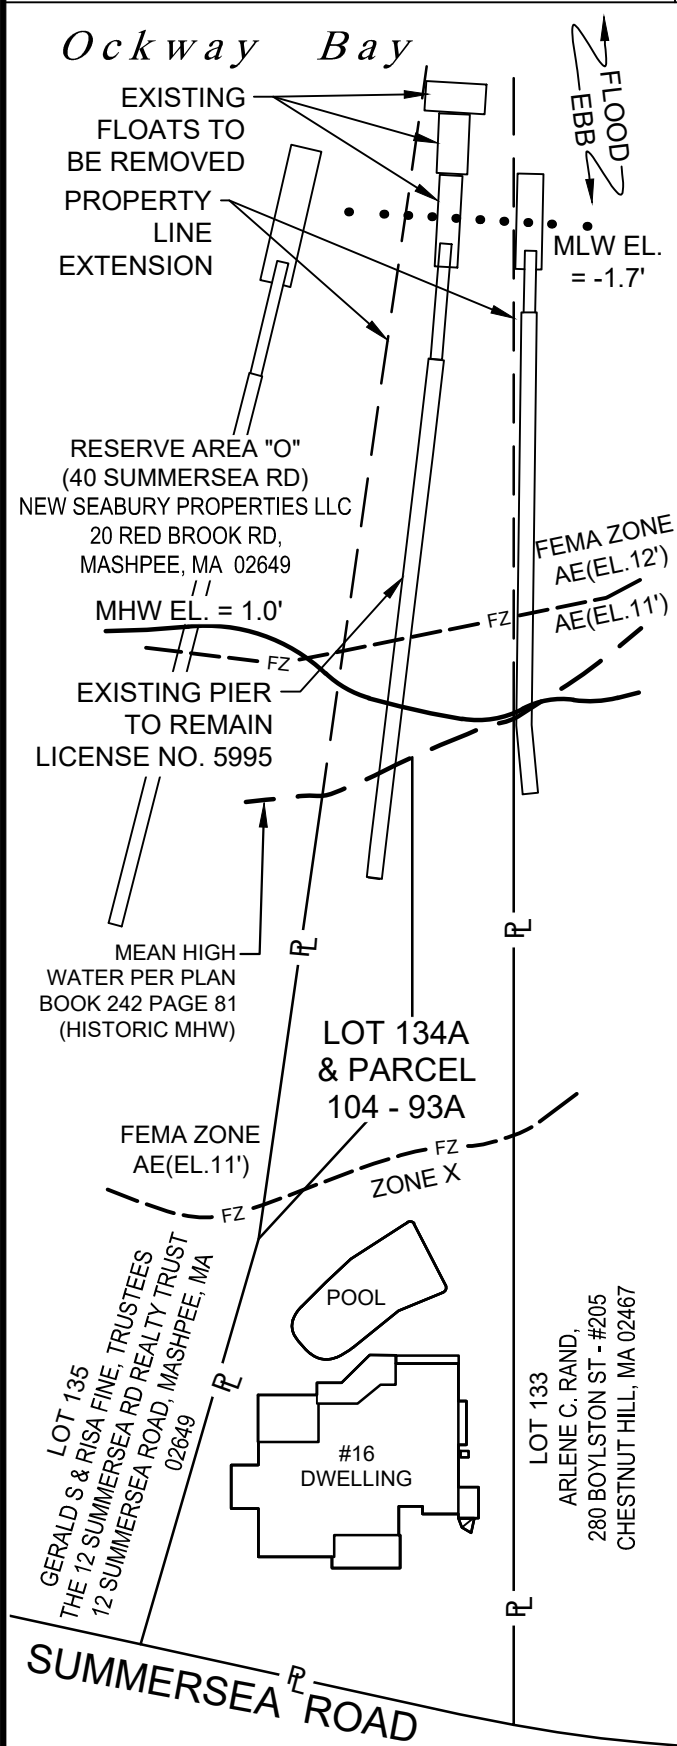 Ockway Bay
FLOOD
EBB
EXISTING
FLOATS TO
BE REMOVED
PROPERTY
LINE
EXTENSION
MLW EL.
= -1.7'
RESERVE AREA "O"
(40 SUMMERSEA RD)
NEW SEABURY PROPERTIES LLC
20 RED BROOK RD,
MASHPEE, MA 02649
FEMA ZONE
AE(EL.12')
AE(EL.11')
MHW EL. = 1.0'
FZ
FZ
EXISTING PIER
TO REMAIN
LICENSE NO. 5995
PL
PL
MEAN HIGH
WATER PER PLAN
BOOK 242 PAGE 81
(HISTORIC MHW)
LOT 134A
& PARCEL
104 - 93A
FEMA ZONE
AE(EL.11')
FZ
ZONE X
FZ
POOL
LOT 135
GERALD S & RISA FINE, TRUSTEES
THE 12 SUMMERSEA RD REALTY TRUST
12 SUMMERSEA ROAD, MASHPEE, MA
02649
PL
#16
DWELLING
LOT 133
ARLENE C. RAND,
280 BOYLSTON ST - #205
CHESTNUT HILL, MA 02467
PL
PL
SUMMERSEA ROAD